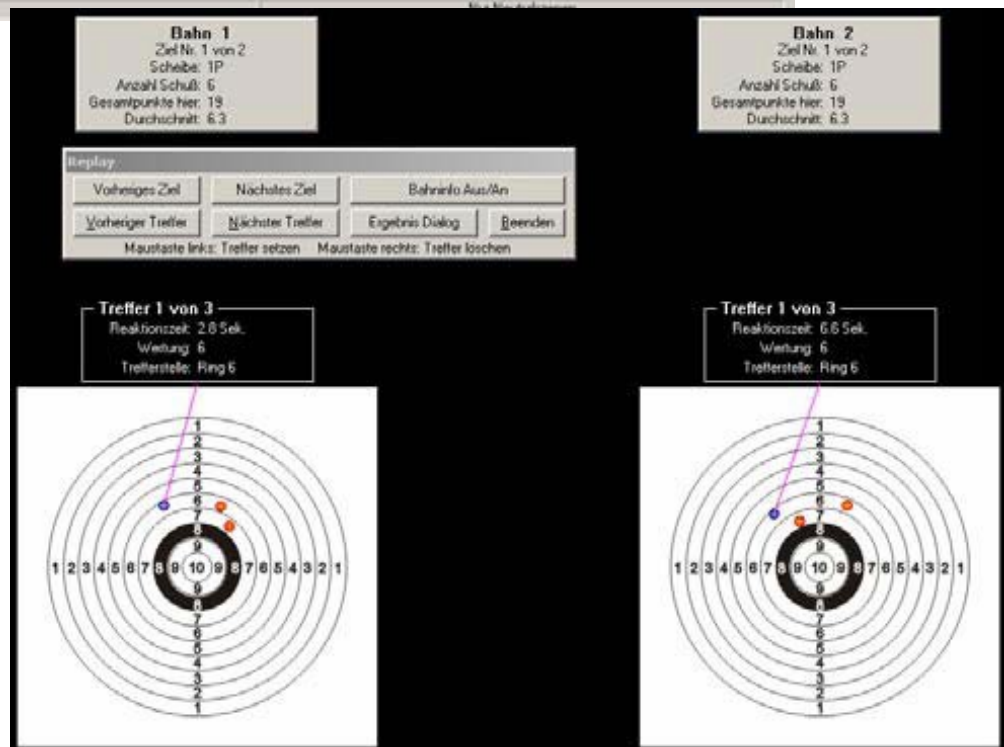 Bahn 1
Ziel Nr. 1 von 2
Scheibe: 1P
Anzahl Schuß: 6
Gesamtpunkte hier: 19
Durchschnitt: 6.3
Bahn 2
Ziel Nr. 1 von 2
Scheibe: 1P
Anzahl Schuß: 6
Gesamtpunkte hier: 19
Durchschnitt: 6.3
Replay
Vorheriges Ziel Nächstes Ziel Bahninfo Aus/An
Vorheriger Treffer Nächster Treffer Ergebnis Dialog Beenden
Maustaste links: Treffer setzen Maustaste rechts: Treffer löschen
Treffer 1 von 3
Reaktionszeit: 2.8 Sek.
Wertung: 6
Trefferstelle: Ring 6
Treffer 1 von 3
Reaktionszeit: 6.6 Sek.
Wertung: 6
Trefferstelle: Ring 6
1
2
3
4
5
6
7
8
9
1 2 3 4 5 6 7 8 9 10 9 8 7 6 5 4 3 2 1
9
8
7
6
5
4
3
2
1
1
2
3
4
5
6
7
8
9
1 2 3 4 5 6 7 8 9 10 9 8 7 6 5 4 3 2 1
9
8
7
6
5
4
3
2
1